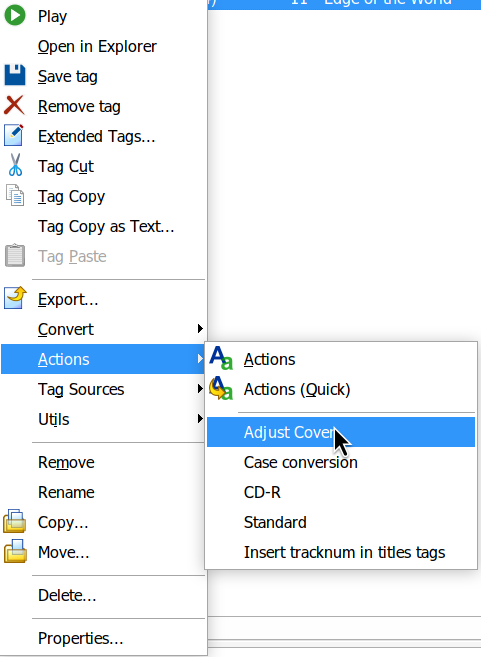 11 Edge of the World
Play
Open in Explorer
Save tag
Remove tag
Extended Tags...
Tag Cut
Tag Copy
Tag Copy as Text...
Tag Paste
Export...
Convert
Actions
Tag Sources
Utils
Remove
Rename
Copy...
Move...
Delete...
Properties...
Actions
Actions (Quick)
Adjust Cover
Case conversion
CD-R
Standard
Insert tracknum in titles tags